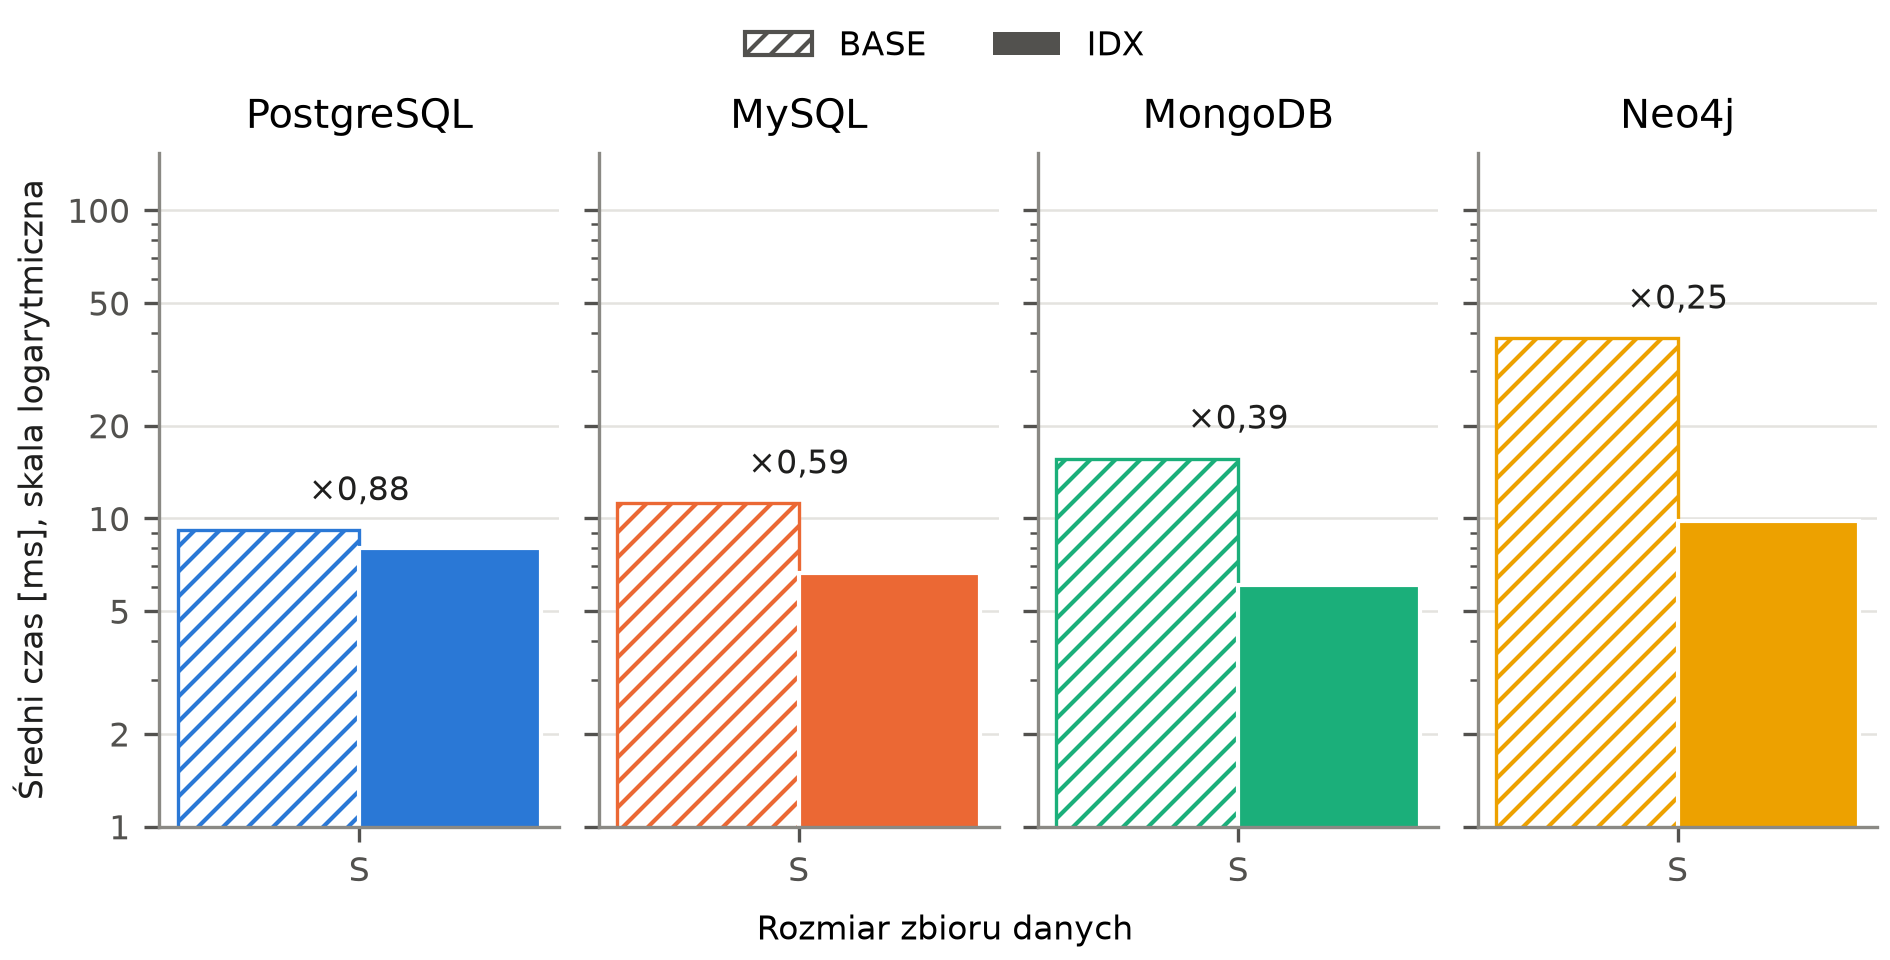 BASE IDX
PostgreSQL MySQL MongoDB Neo4j
Średni czas [ms], skala logarytmiczna
100
50
20
10
5
2
1
×0,88
×0,59
×0,39
×0,25
S S S S
Rozmiar zbioru danych